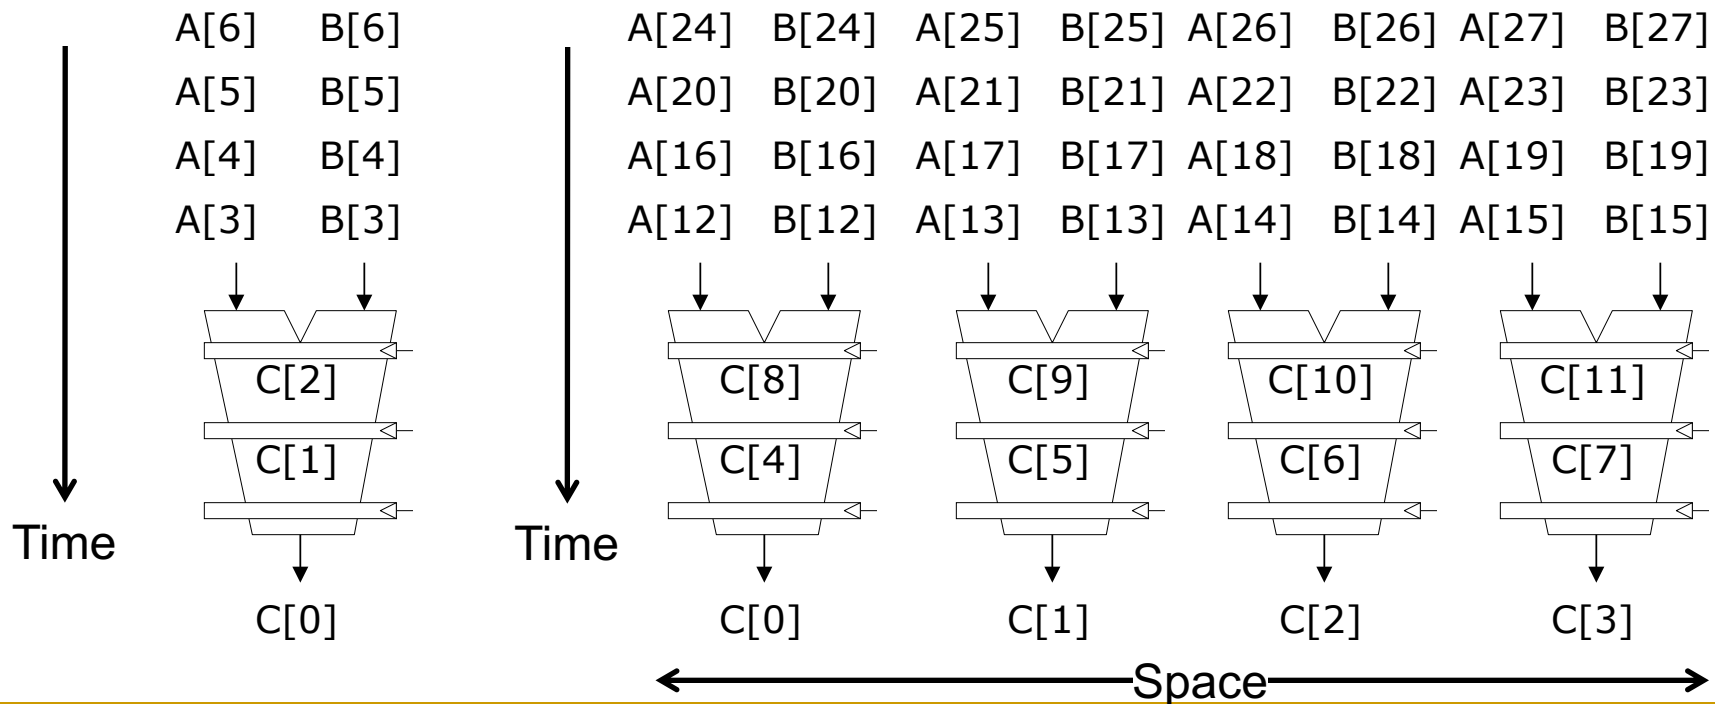 A[6] B[6] A[24] B[24] A[25] B[25] A[26] B[26] A[27] B[27]
A[5] B[5] A[20] B[20] A[21] B[21] A[22] B[22] A[23] B[23]
A[4] B[4] A[16] B[16] A[17] B[17] A[18] B[18] A[19] B[19]
A[3] B[3] A[12] B[12] A[13] B[13] A[14] B[14] A[15] B[15]
C[2] C[8] C[9] C[10] C[11]
C[1] C[4] C[5] C[6] C[7]
Time Time
C[0] C[0] C[1] C[2] C[3]
Space